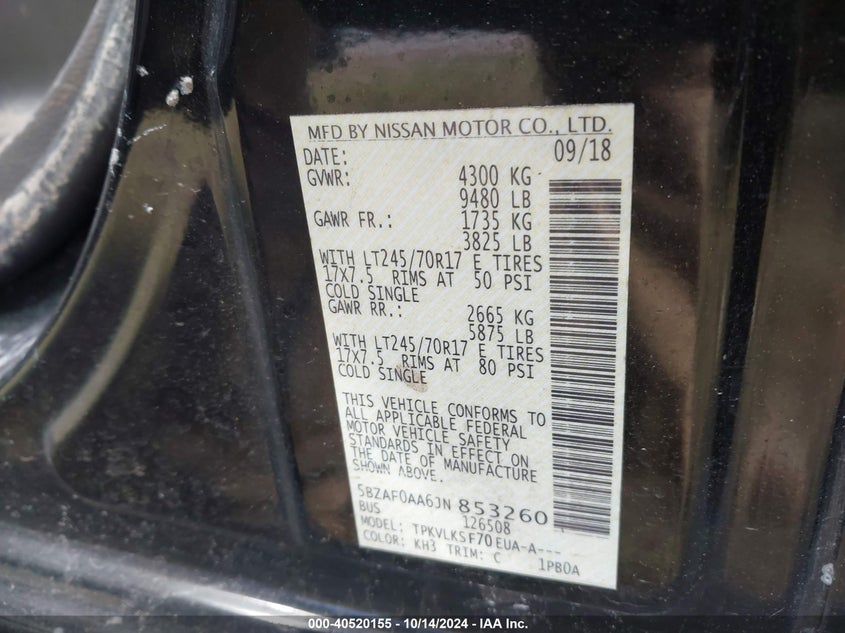 MFD BY NISSAN MOTOR CO., LTD.
DATE: 09/18
GVWR: 4300 KG
9480 LB
GAWR FR.: 1735 KG
3825 LB
WITH LT245/70R17 E TIRES
17X7.5 RIMS AT 50 PSI
COLD SINGLE
GAWR RR.: 2665 KG
5875 LB
WITH LT245/70R17 E TIRES
17X7.5 RIMS AT 80 PSI
COLD SINGLE
THIS VEHICLE CONFORMS TO
ALL APPLICABLE FEDERAL
MOTOR VEHICLE SAFETY
STANDARDS IN EFFECT ON
THE DATE OF MANUFACTURE
SHOWN ABOVE.
5BZAF0AA6JN 853260
BUS 126508
MODEL: TPKVLKSF70EUA-A---
COLOR: KH3 TRIM: C 1PB0A
000-40520155 - 10/14/2024 - IAA Inc.